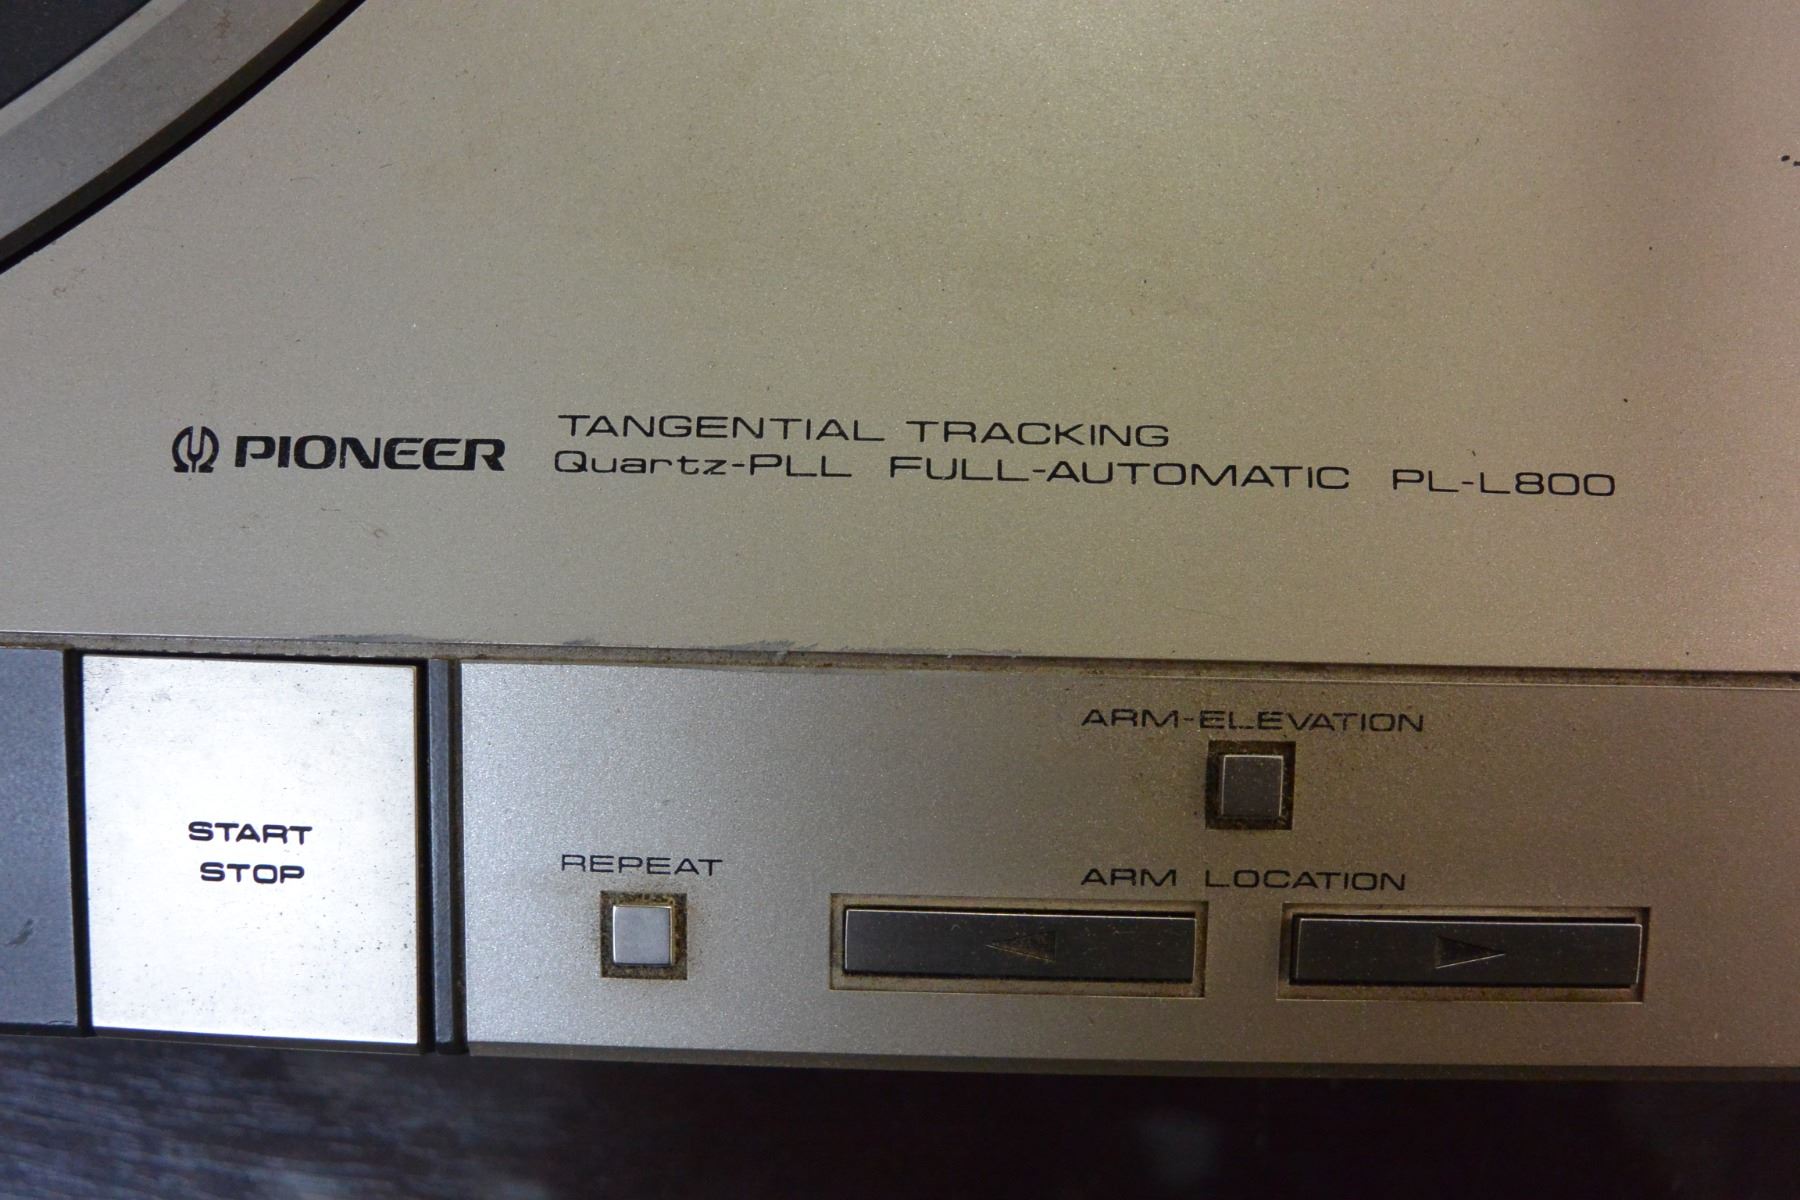 PIONEER
TANGENTIAL TRACKING
Quartz-PLL FULL-AUTOMATIC PL-L800
ARM-ELEVATION
START
STOP
REPEAT
ARM LOCATION